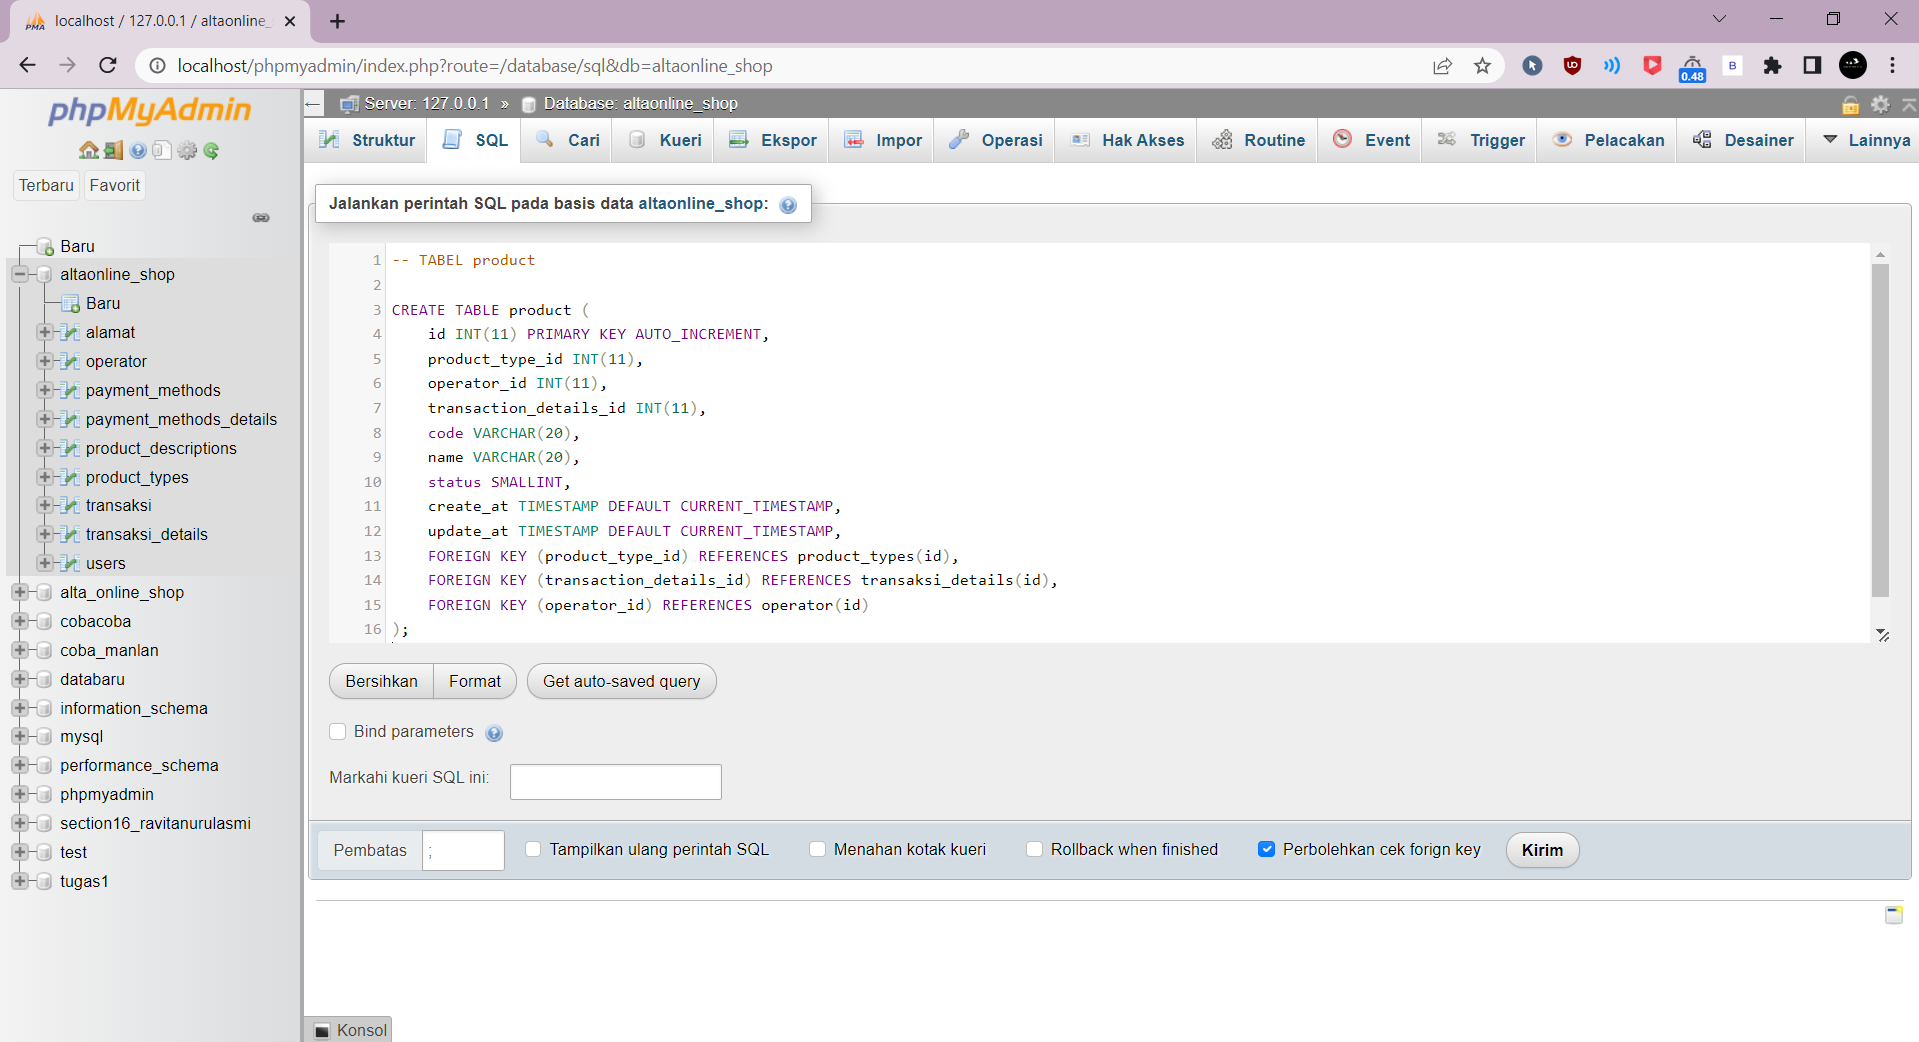 localhost / 127.0.0.1 / altaonline_
localhost/phpmyadmin/index.php?route=/database/sql&db=altaonline_shop
0.48
B
phpMyAdmin
Terbaru Favorit
Baru
altaonline_shop
Baru
alamat
operator
payment_methods
payment_methods_details
product_descriptions
product_types
transaksi
transaksi_details
users
alta_online_shop
cobacoba
coba_manlan
databaru
information_schema
mysql
performance_schema
phpmyadmin
section16_ravitanurulasmi
test
tugas1
Server: 127.0.0.1 » Database: altaonline_shop
Struktur SQL Cari Kueri Ekspor Impor Operasi Hak Akses Routine Event Trigger Pelacakan Desainer Lainnya
Jalankan perintah SQL pada basis data altaonline_shop:
1 -- TABEL product
2
3 CREATE TABLE product (
4 id INT(11) PRIMARY KEY AUTO_INCREMENT,
5 product_type_id INT(11),
6 operator_id INT(11),
7 transaction_details_id INT(11),
8 code VARCHAR(20),
9 name VARCHAR(20),
10 status SMALLINT,
11 create_at TIMESTAMP DEFAULT CURRENT_TIMESTAMP,
12 update_at TIMESTAMP DEFAULT CURRENT_TIMESTAMP,
13 FOREIGN KEY (product_type_id) REFERENCES product_types(id),
14 FOREIGN KEY (transaction_details_id) REFERENCES transaksi_details(id),
15 FOREIGN KEY (operator_id) REFERENCES operator(id)
16 );
Bersihkan Format Get auto-saved query
Bind parameters
Markahi kueri SQL ini:
Pembatas ; Tampilkan ulang perintah SQL Menahan kotak kueri Rollback when finished Perbolehkan cek forign key Kirim
Konsol